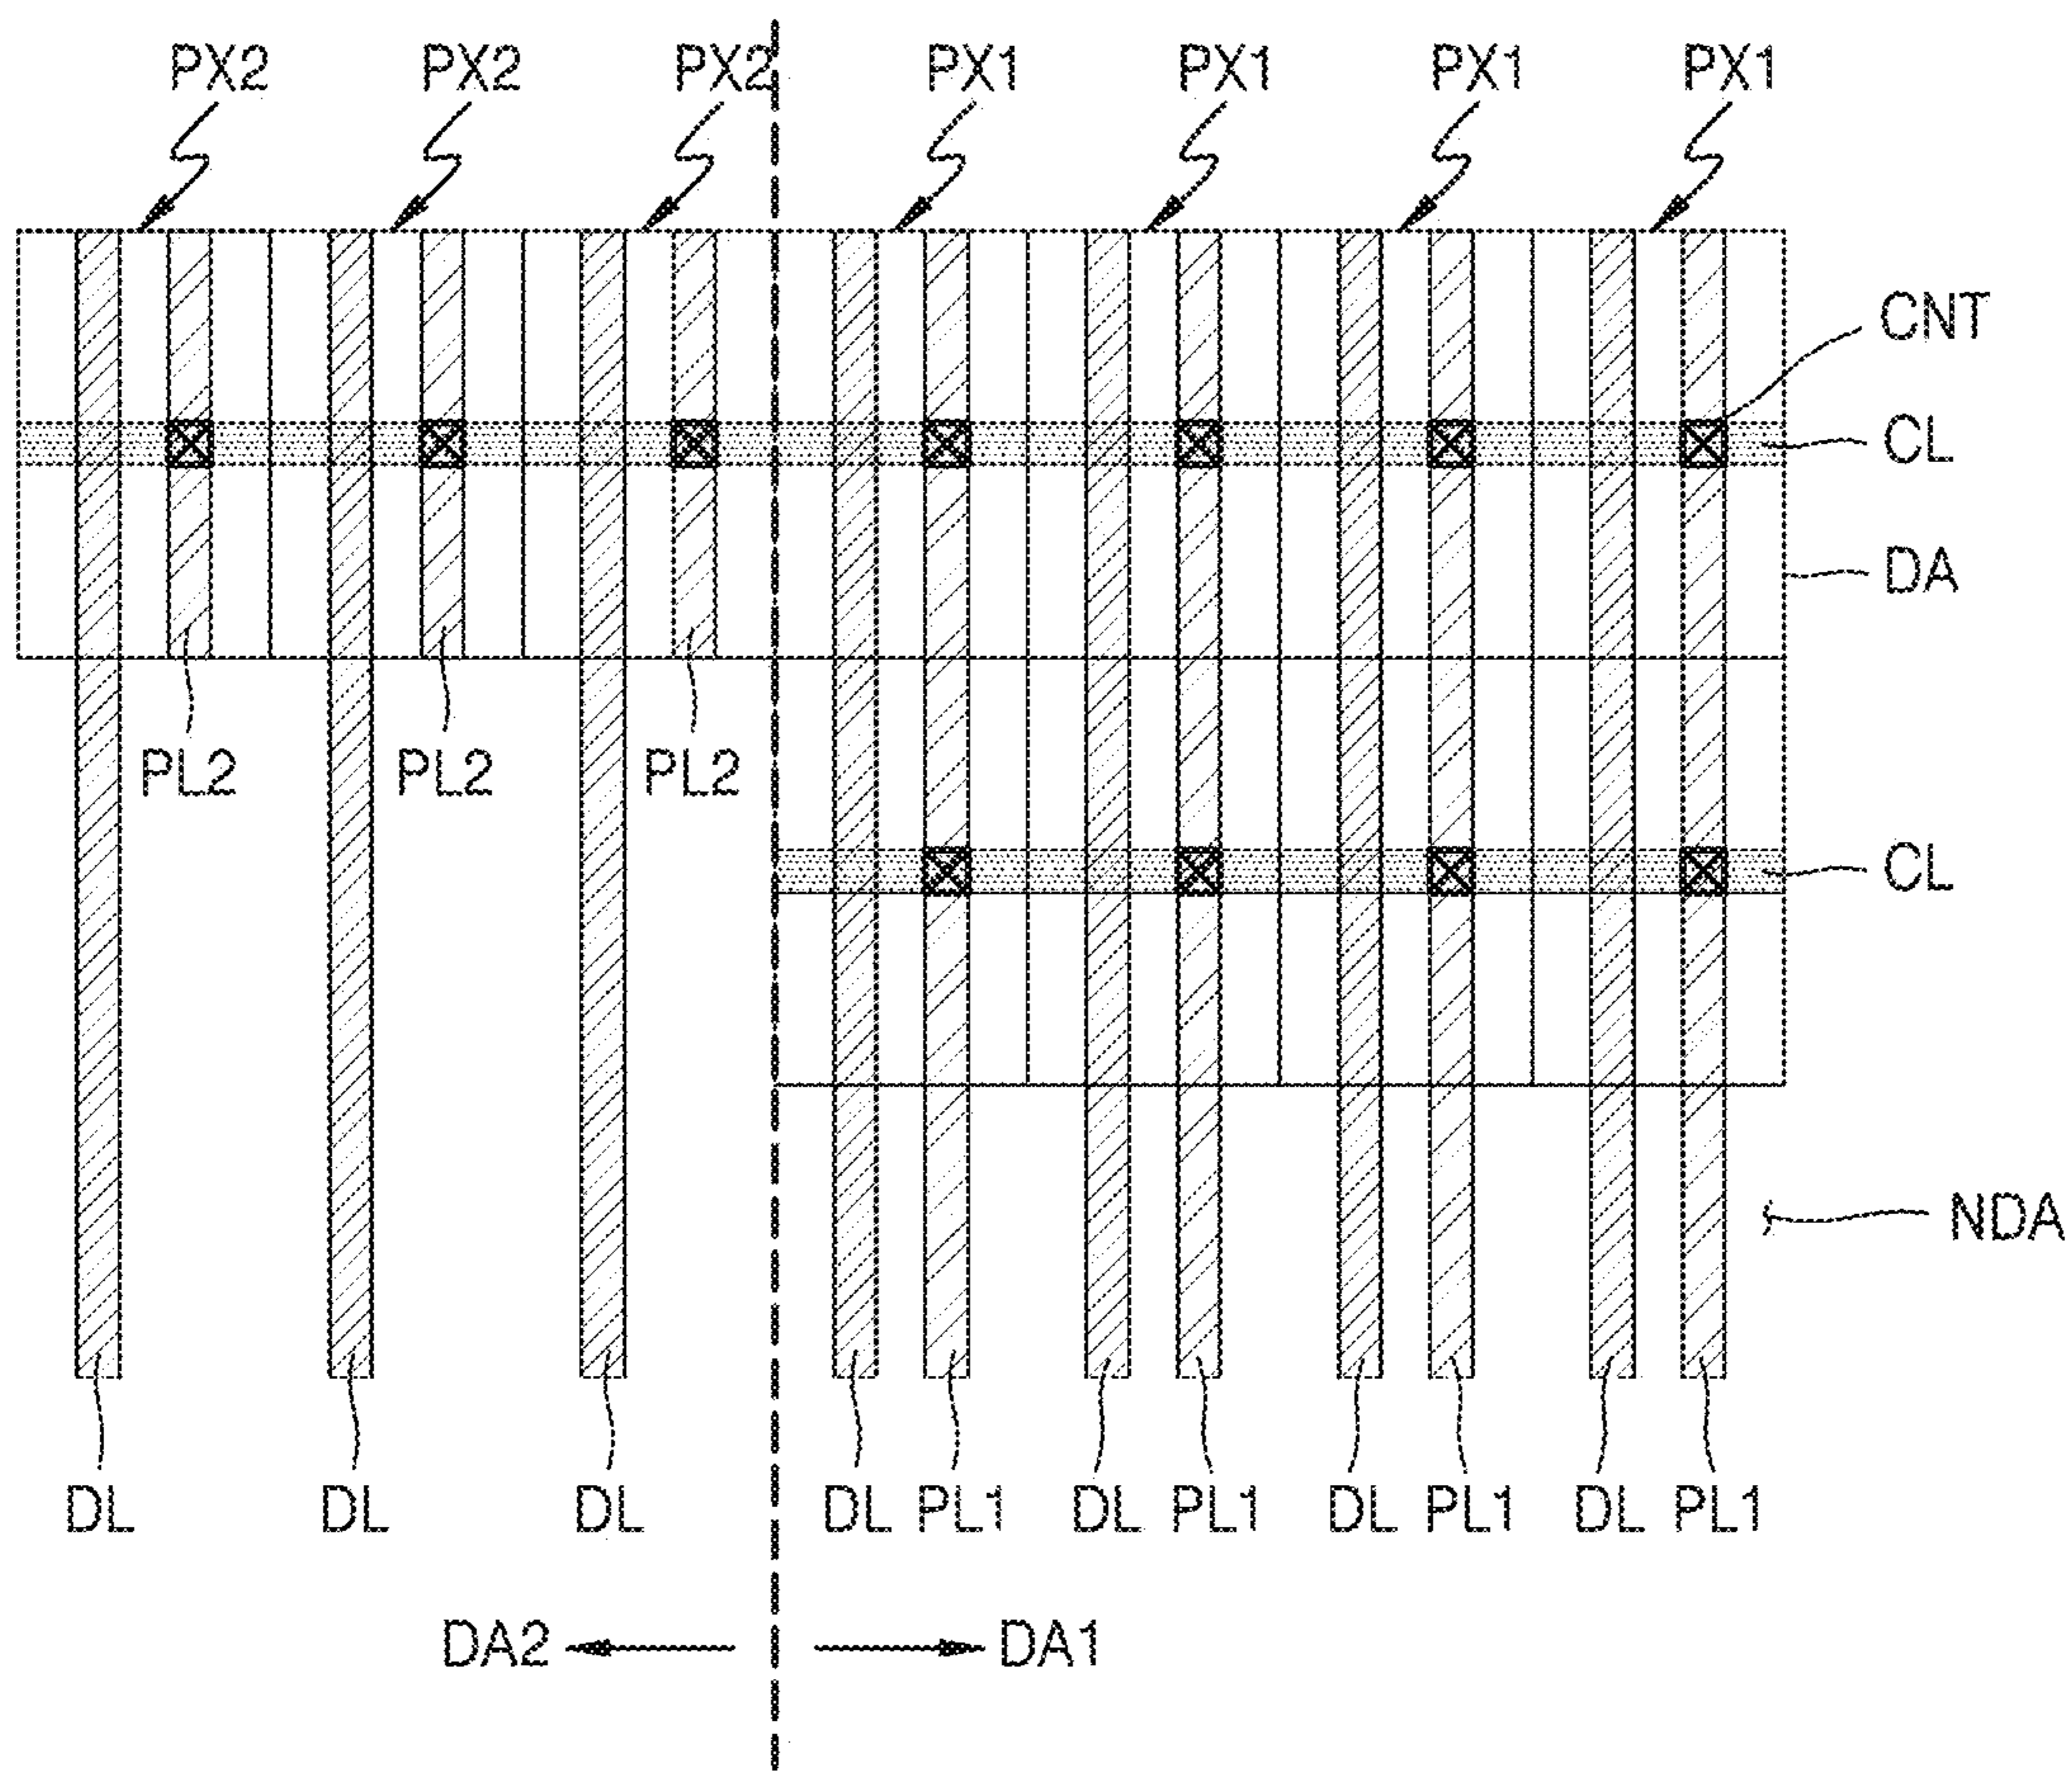 PX2 PX2 PX2 PX1 PX1 PX1 PX1
CNT
CL
DA
PL2 PL2 PL2
CL
NDA
DL DL DL DL PL1 DL PL1 DL PL1 DL PL1
DA2 DA1